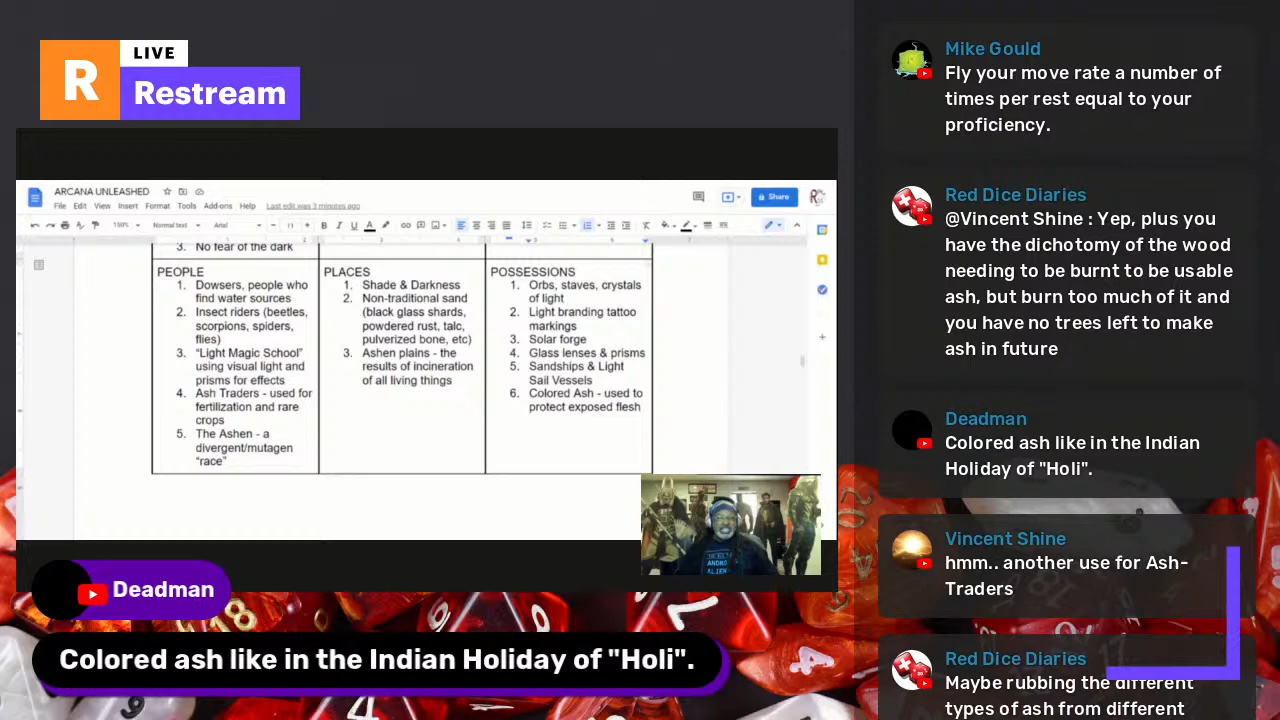 R
LIVE
Restream
ARCANA UNLEASHED
File Edit View Insert Format Tools Add-ons Help Last edit was 3 minutes ago
Share
150% Normal text Arial 11
3. No fear of the dark
PEOPLE
1. Dowsers, people who
find water sources
2. Insect riders (beetles,
scorpions, spiders,
flies)
3. “Light Magic School”
using visual light and
prisms for effects
4. Ash Traders - used for
fertilization and rare
crops
5. The Ashen - a
divergent/mutagen
“race”
PLACES
1. Shade & Darkness
2. Non-traditional sand
(black glass shards,
powdered rust, talc,
pulverized bone, etc)
3. Ashen plains - the
results of incineration
of all living things
POSSESSIONS
1. Orbs, staves, crystals
of light
2. Light branding tattoo
markings
3. Solar forge
4. Glass lenses & prisms
5. Sandships & Light
Sail Vessels
6. Colored Ash - used to
protect exposed flesh
Deadman
Colored ash like in the Indian Holiday of "Holi".
Mike Gould
Fly your move rate a number of
times per rest equal to your
proficiency.
Red Dice Diaries
@Vincent Shine : Yep, plus you
have the dichotomy of the wood
needing to be burnt to be usable
ash, but burn too much of it and
you have no trees left to make
ash in future
Deadman
Colored ash like in the Indian
Holiday of "Holi".
Vincent Shine
hmm.. another use for Ash-
Traders
Red Dice Diaries
Maybe rubbing the different
types of ash from different